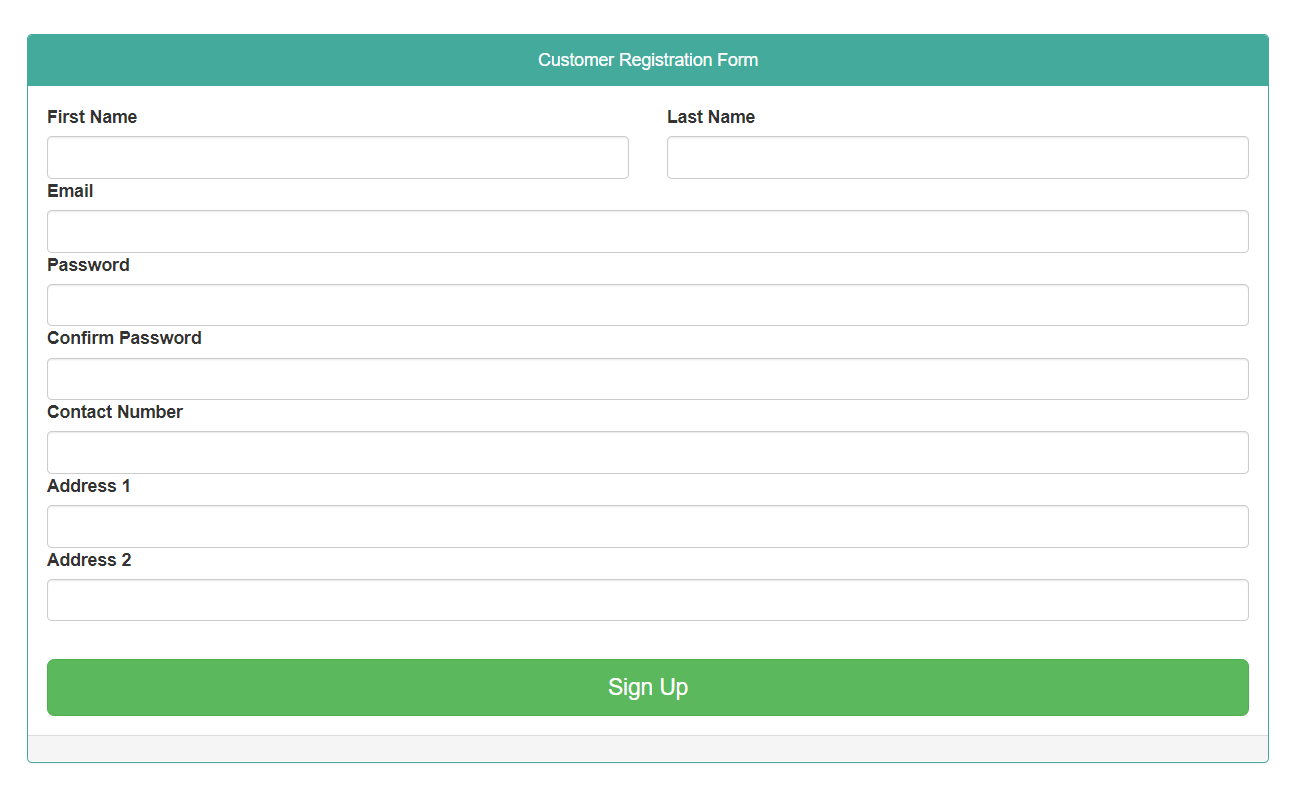 Customer Registration Form
First Name Last Name
Email
Password
Confirm Password
Contact Number
Address 1
Address 2
Sign Up